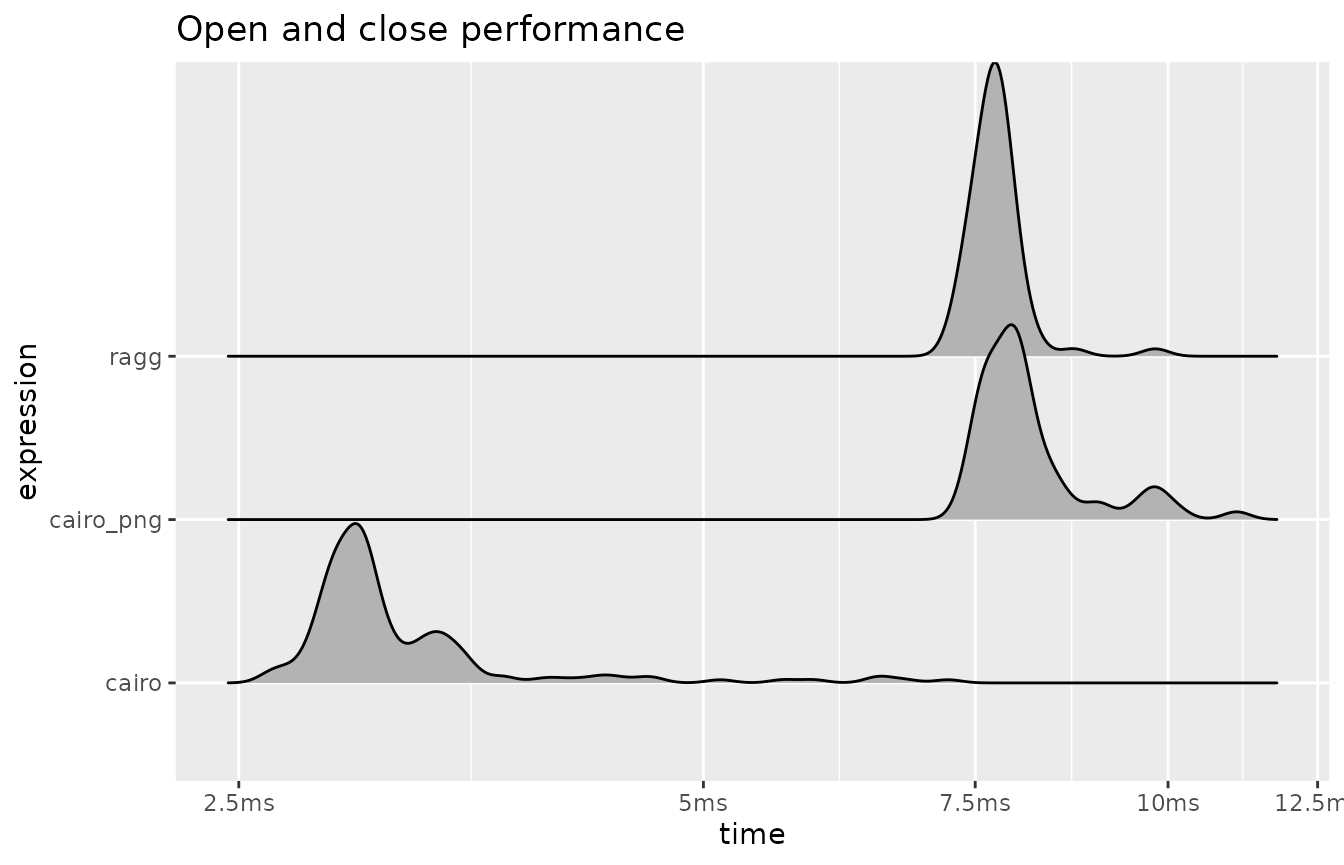 Open and close performance
expression
ragg
cairo_png
cairo
2.5ms 5ms 7.5ms 10ms 12.5m
time